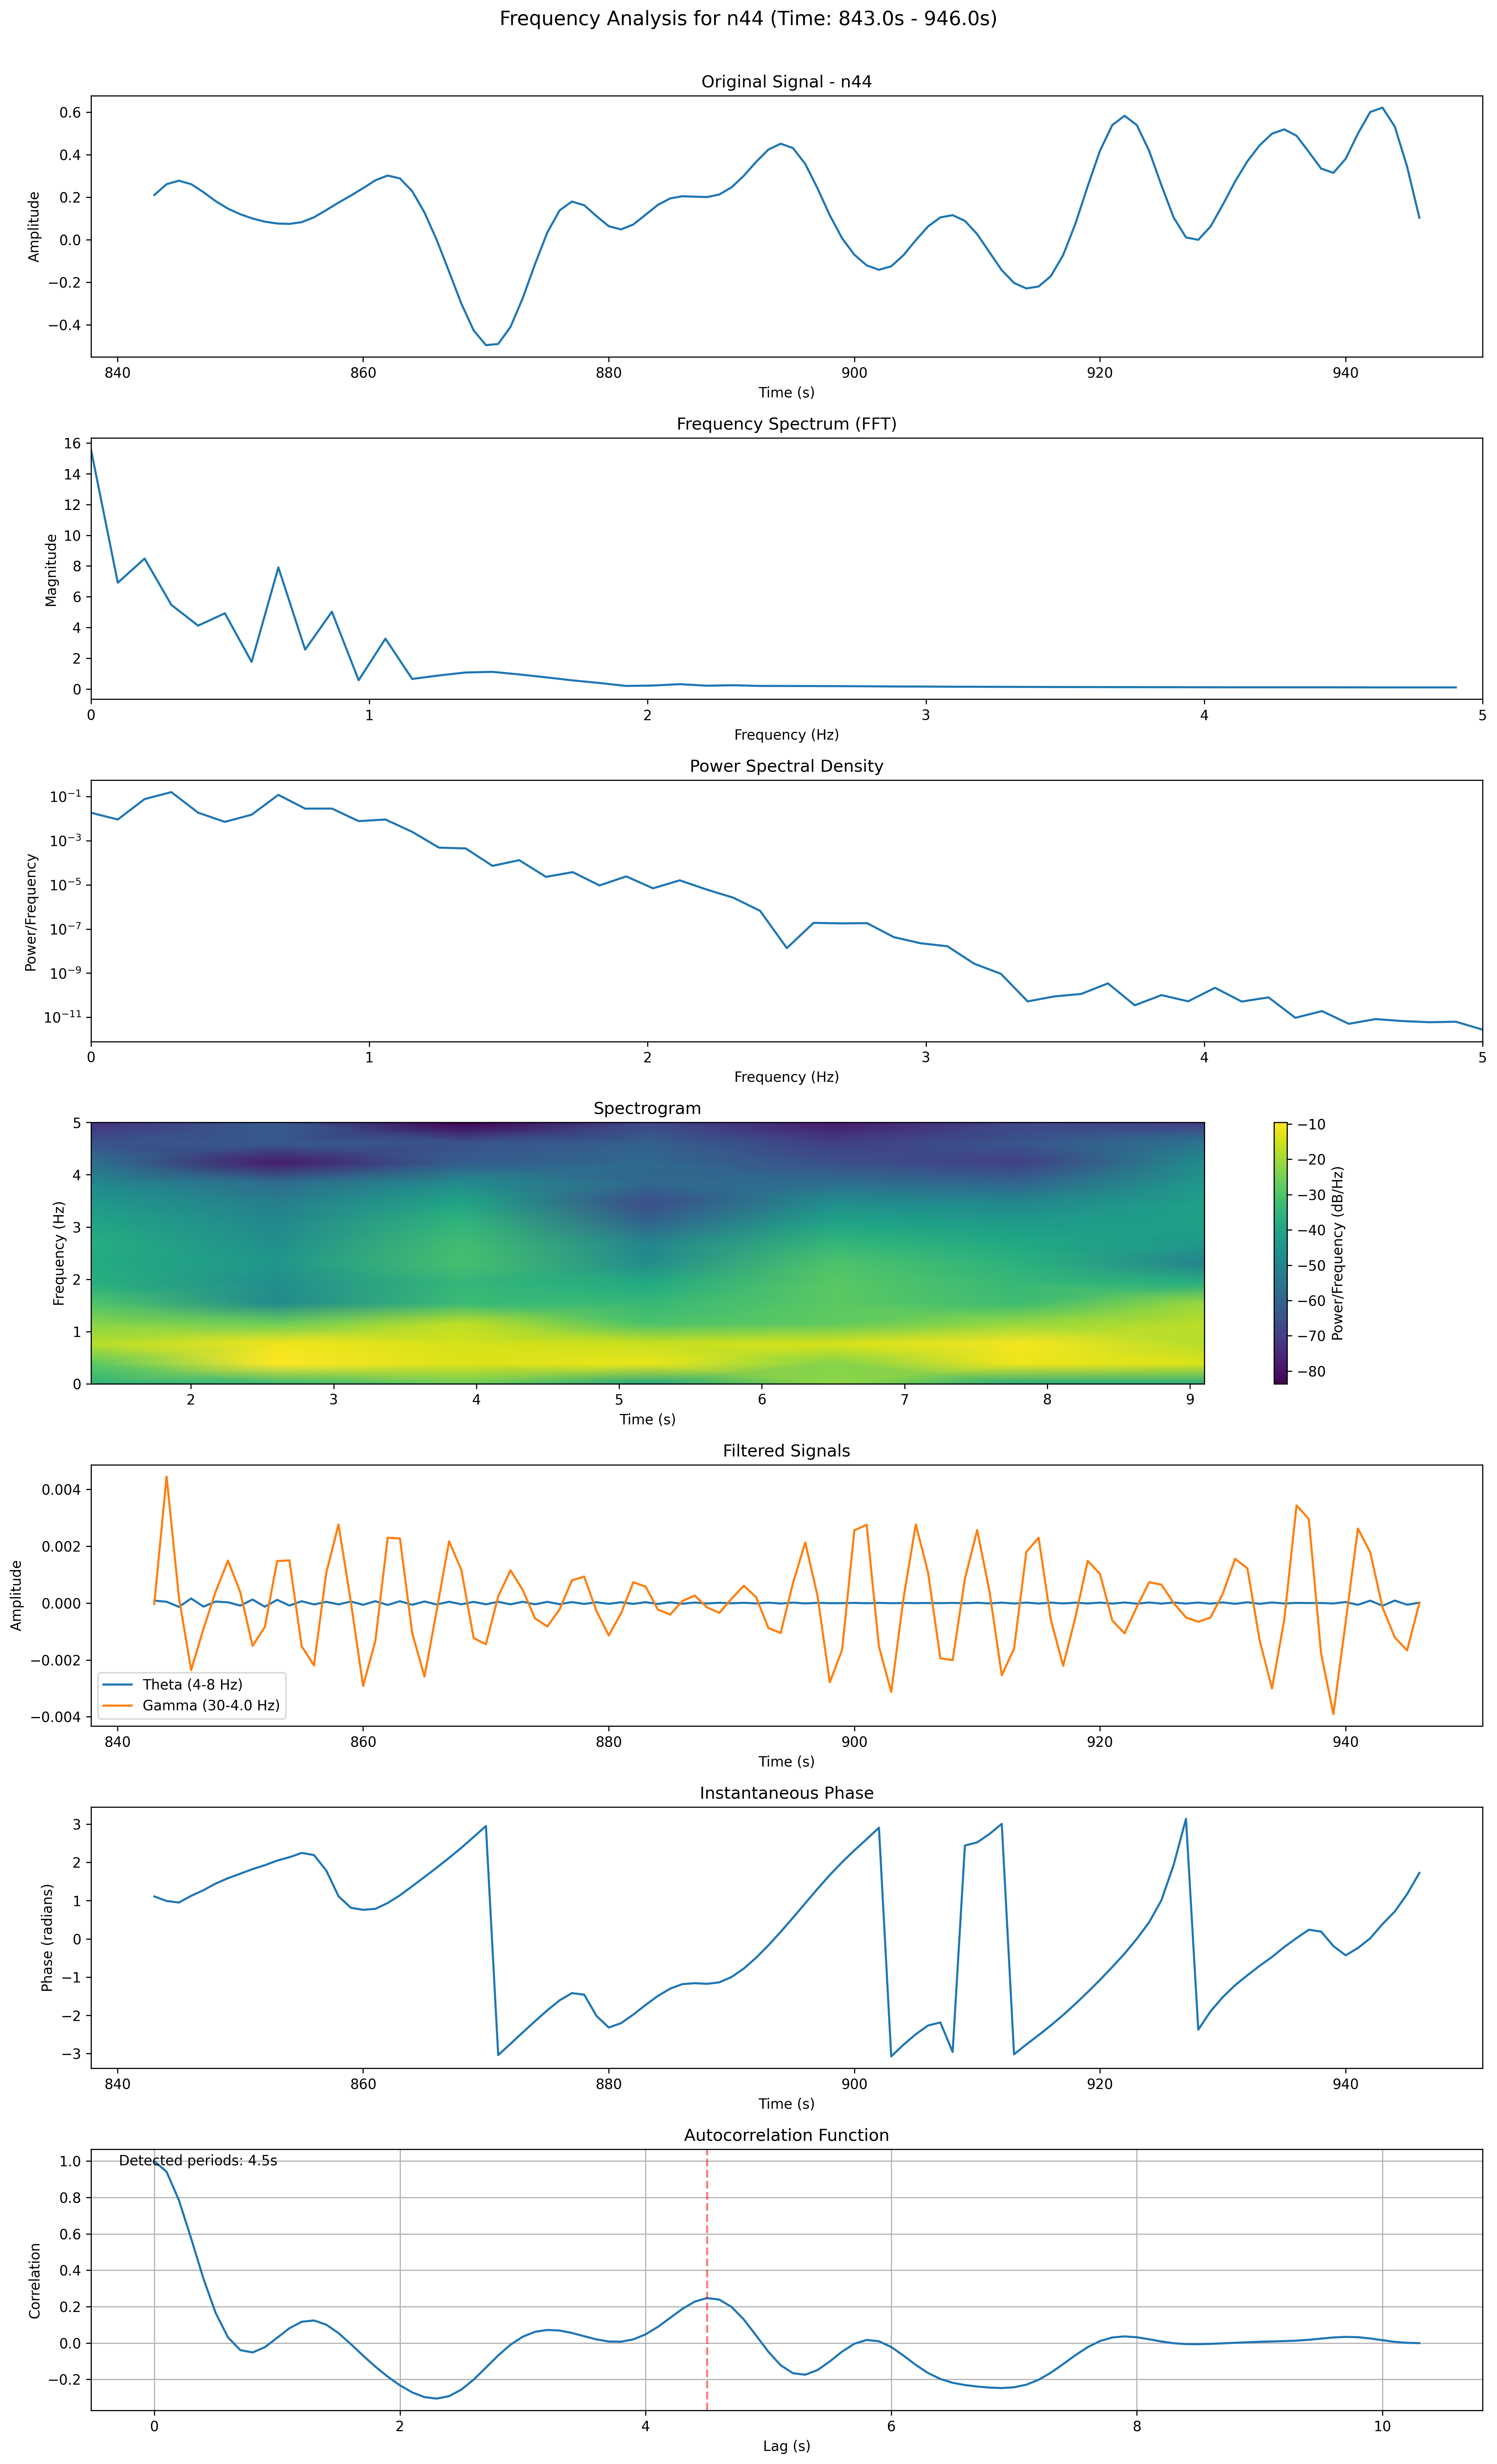 Frequency Analysis for n44 (Time: 843.0s - 946.0s)
Original Signal - n44
Amplitude
0.6
0.4
0.2
0.0
−0.2
−0.4
840 860 880 900 920 940
Time (s)
Frequency Spectrum (FFT)
Magnitude
16
14
12
10
8
6
4
2
0
0 1 2 3 4 5
Frequency (Hz)
Power Spectral Density
Power/Frequency
10⁻¹
10⁻³
10⁻⁵
10⁻⁷
10⁻⁹
10⁻¹¹
0 1 2 3 4 5
Frequency (Hz)
Spectrogram
Frequency (Hz)
5
4
3
2
1
0
2 3 4 5 6 7 8 9
Time (s)
−10
−20
−30
−40
−50
−60
−70
−80
Power/Frequency (dB/Hz)
Filtered Signals
Amplitude
0.004
0.002
0.000
−0.002
−0.004
Theta (4-8 Hz)
Gamma (30-4.0 Hz)
840 860 880 900 920 940
Time (s)
Instantaneous Phase
Phase (radians)
3
2
1
0
−1
−2
−3
840 860 880 900 920 940
Time (s)
Autocorrelation Function
Detected periods: 4.5s
Correlation
1.0
0.8
0.6
0.4
0.2
0.0
−0.2
0 2 4 6 8 10
Lag (s)